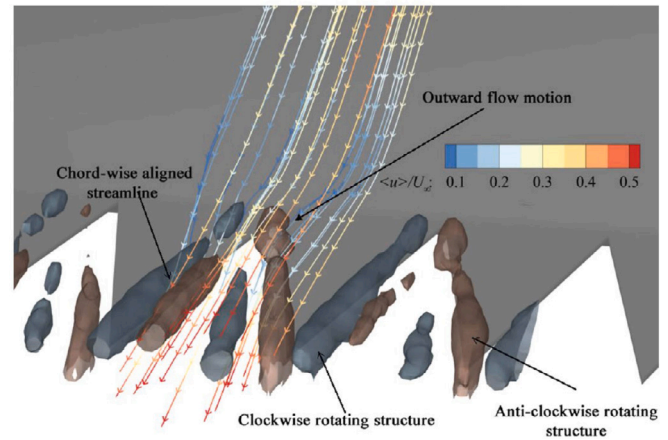 Outward flow motion
Chord-wise aligned
streamline
<u>/U∞:
0.1 0.2 0.3 0.4 0.5
Clockwise rotating structure
Anti-clockwise rotating
structure